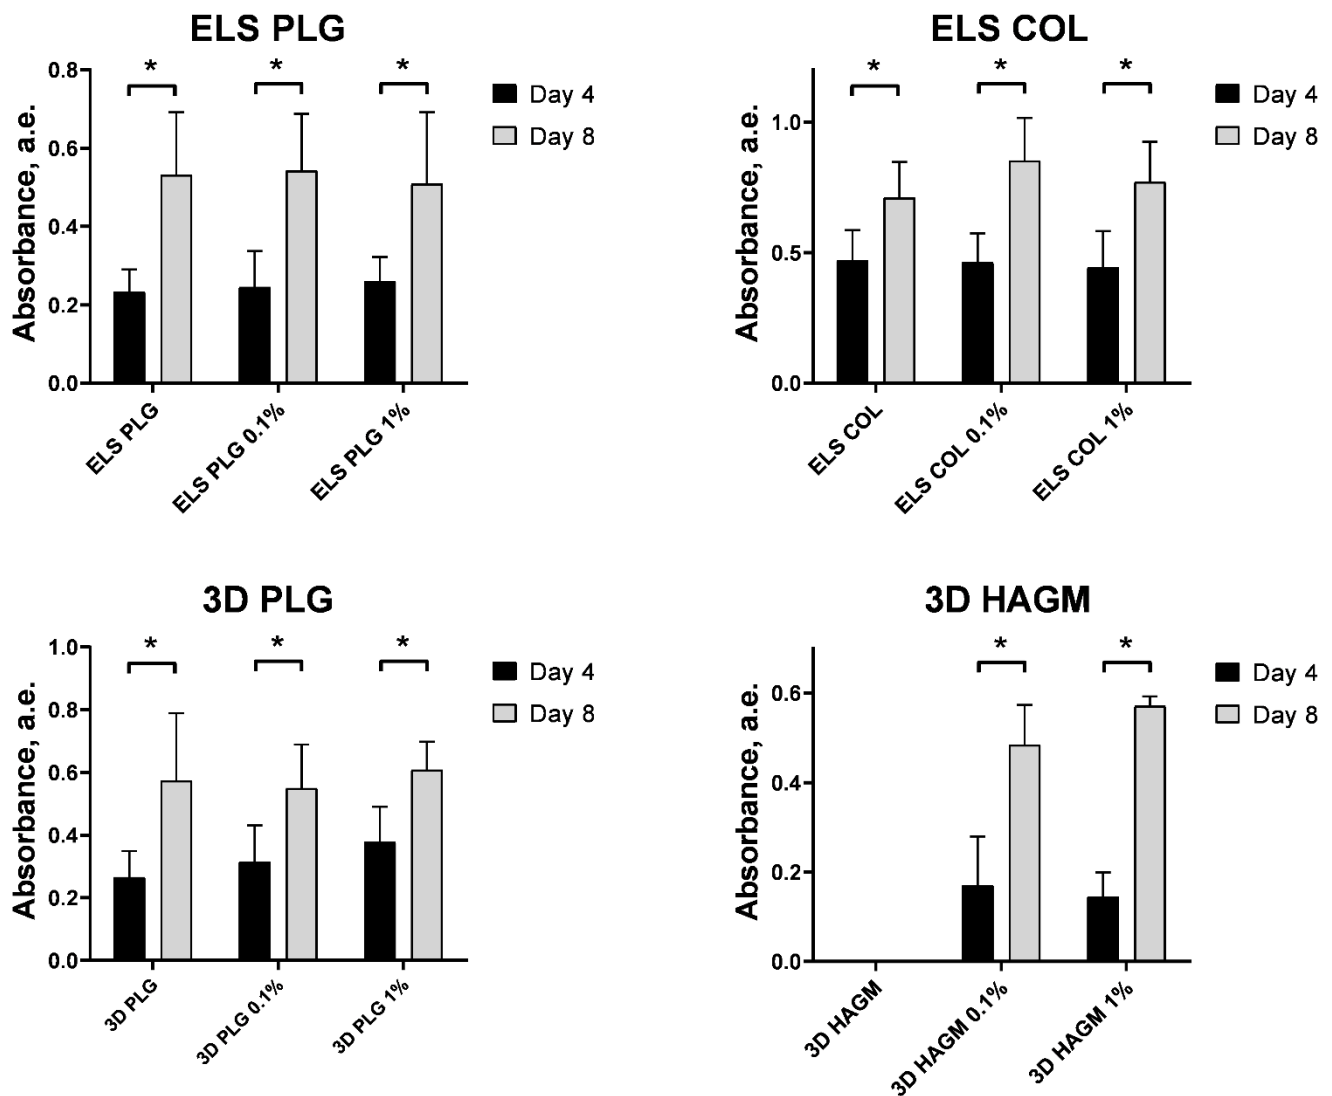 ELS PLG
* * *
0.8
0.6
0.4
0.2
0.0
Absorbance, a.e.
Day 4
Day 8
ELS PLG
ELS PLG 0.1%
ELS PLG 1%
ELS COL
* * *
1.0
0.5
0.0
Absorbance, a.e.
Day 4
Day 8
ELS COL
ELS COL 0.1%
ELS COL 1%
3D PLG
* * *
1.0
0.8
0.6
0.4
0.2
0.0
Absorbance, a.e.
Day 4
Day 8
3D PLG
3D PLG 0.1%
3D PLG 1%
3D HAGM
* *
0.6
0.4
0.2
0.0
Absorbance, a.e.
Day 4
Day 8
3D HAGM
3D HAGM 0.1%
3D HAGM 1%